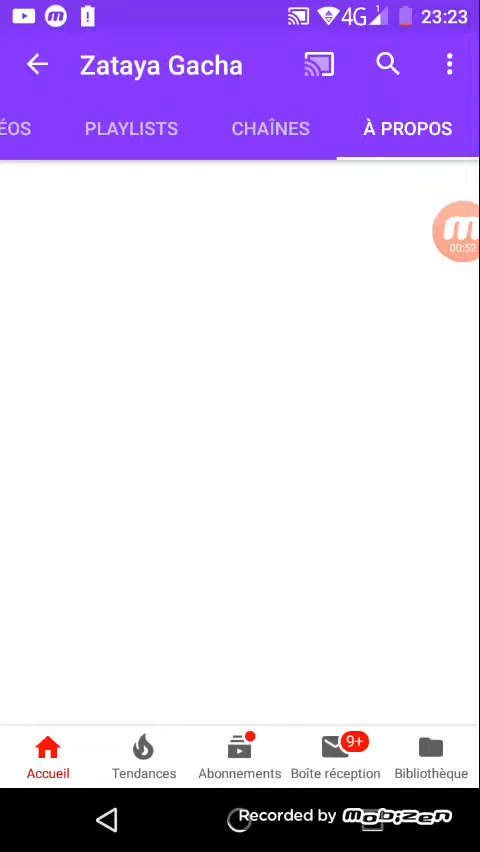 4G 23:23
Zataya Gacha
ÉOS PLAYLISTS CHAÎNES À PROPOS
00:52
9+
Accueil Tendances Abonnements Boîte réception Bibliothèque
Recorded by Mobizen